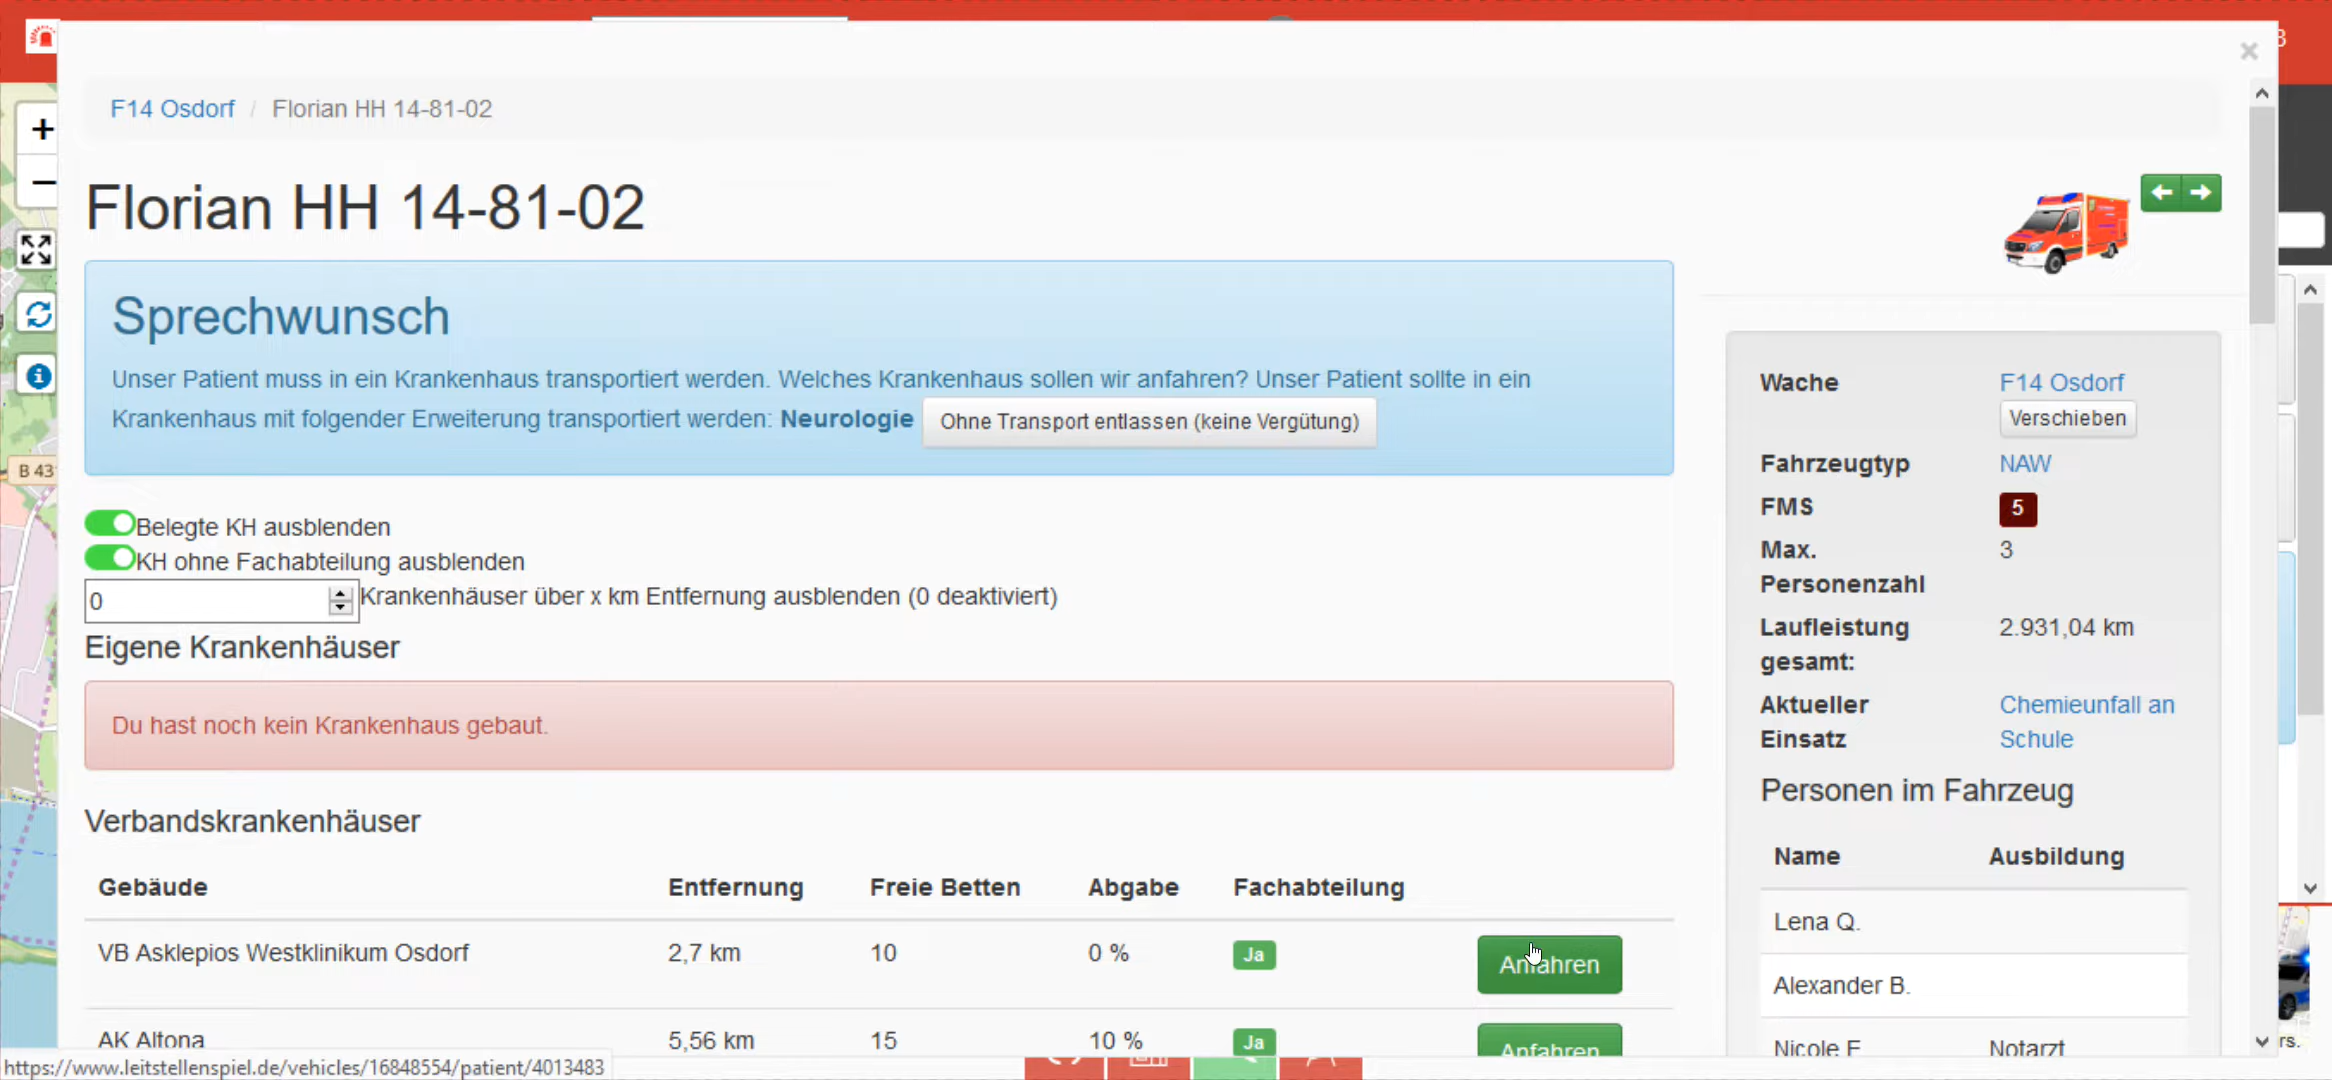 F14 Osdorf / Florian HH 14-81-02
Florian HH 14-81-02
Sprechwunsch
Unser Patient muss in ein Krankenhaus transportiert werden. Welches Krankenhaus sollen wir anfahren? Unser Patient sollte in ein
Krankenhaus mit folgender Erweiterung transportiert werden: Neurologie Ohne Transport entlassen (keine Vergütung)
Belegte KH ausblenden
KH ohne Fachabteilung ausblenden
0 Krankenhäuser über x km Entfernung ausblenden (0 deaktiviert)
Eigene Krankenhäuser
Du hast noch kein Krankenhaus gebaut.
Verbandskrankenhäuser
Gebäude Entfernung Freie Betten Abgabe Fachabteilung
VB Asklepios Westklinikum Osdorf 2,7 km 10 0 % Ja Anfahren
AK Altona 5,56 km 15 10 % Ja Anfahren
Wache F14 Osdorf
Verschieben
Fahrzeugtyp NAW
FMS 5
Max. 3
Personenzahl
Laufleistung 2.931,04 km
gesamt:
Aktueller Chemieunfall an
Einsatz Schule
Personen im Fahrzeug
Name Ausbildung
Lena Q.
Alexander B.
Nicole F Notarzt
+
−
B 43
https://www.leitstellenspiel.de/vehicles/16848554/patient/4013483
rs.